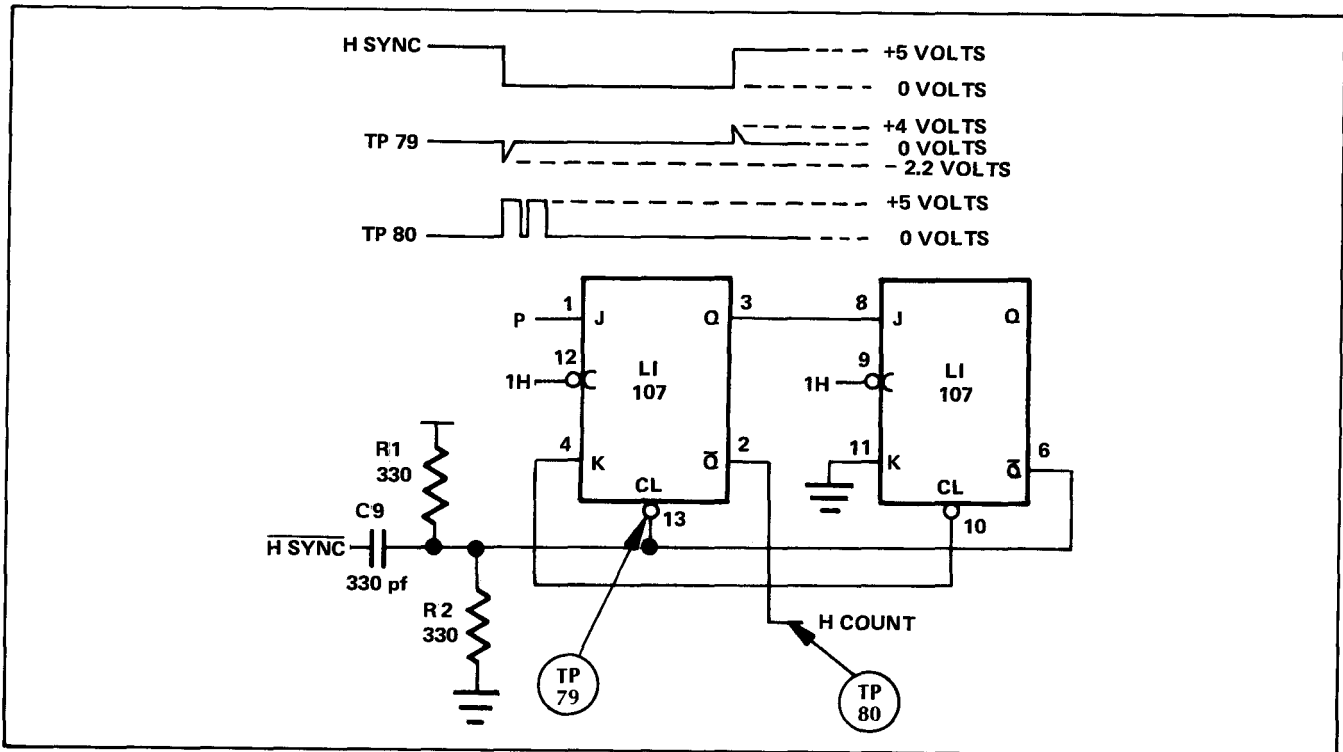 H SYNC
+5 VOLTS
0 VOLTS
TP 79
+4 VOLTS
0 VOLTS
- 2.2 VOLTS
TP 80
+5 VOLTS
0 VOLTS
P
1
J
Q
3
8
J
Q
1H
12
C
LI
107
1H
9
C
LI
107
R1
330
4
K
Q̅
2
11
K
Q̅
6
CL
13
CL
10
C9
H SYNC
330 pf
R2
330
H COUNT
TP
79
TP
80